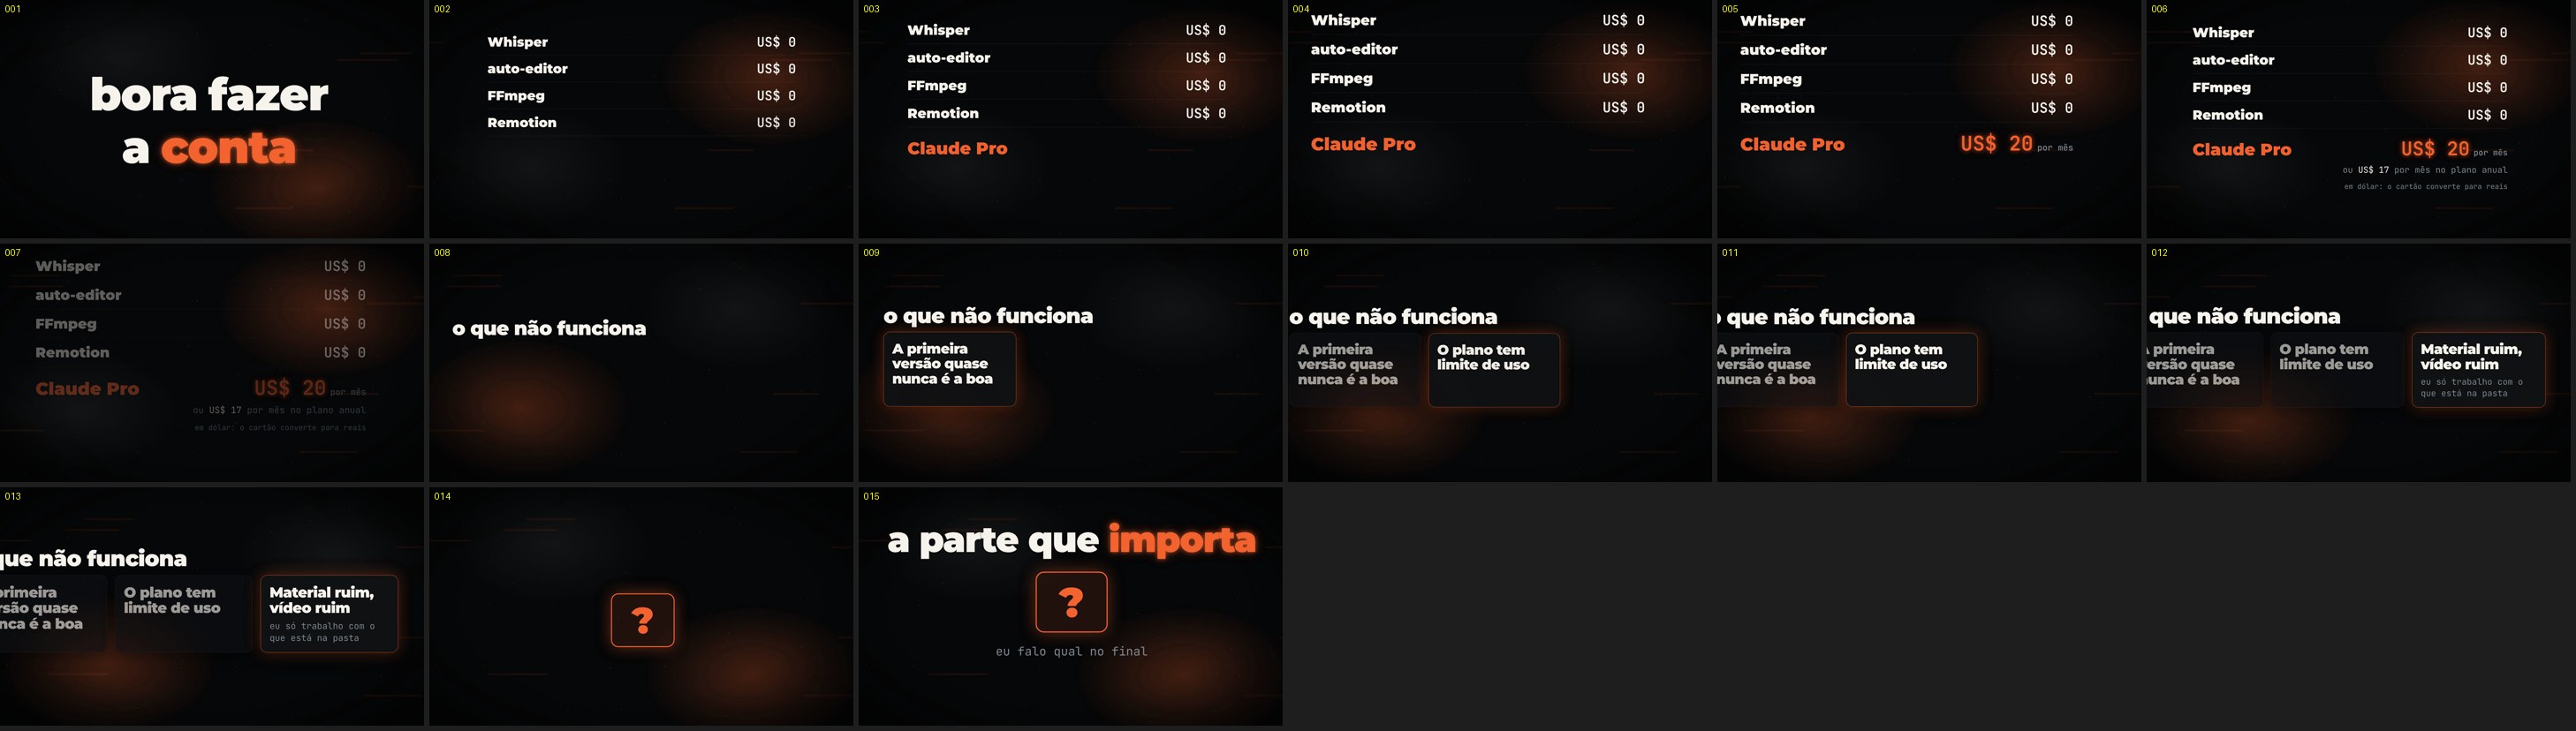 001
bora fazer
a conta
002
Whisper US$ 0
auto-editor US$ 0
FFmpeg US$ 0
Remotion US$ 0
003
Whisper US$ 0
auto-editor US$ 0
FFmpeg US$ 0
Remotion US$ 0
Claude Pro
004
Whisper US$ 0
auto-editor US$ 0
FFmpeg US$ 0
Remotion US$ 0
Claude Pro
005
Whisper US$ 0
auto-editor US$ 0
FFmpeg US$ 0
Remotion US$ 0
Claude Pro US$ 20 por mês
006
Whisper US$ 0
auto-editor US$ 0
FFmpeg US$ 0
Remotion US$ 0
Claude Pro US$ 20 por mês
ou US$ 17 por mês no plano anual
em dólar: o cartão converte para reais
007
Whisper US$ 0
auto-editor US$ 0
FFmpeg US$ 0
Remotion US$ 0
Claude Pro US$ 20 por mês
ou US$ 17 por mês no plano anual
em dólar: o cartão converte para reais
008
o que não funciona
009
o que não funciona
A primeira
versão quase
nunca é a boa
010
o que não funciona
A primeira
versão quase
nunca é a boa
O plano tem
limite de uso
011
o que não funciona
A primeira
versão quase
nunca é a boa
O plano tem
limite de uso
012
que não funciona
primeira
ersão quase
unca é a boa
O plano tem
limite de uso
Material ruim,
vídeo ruim
eu só trabalho com o
que está na pasta
013
que não funciona
primeira
rsão quase
nca é a boa
O plano tem
limite de uso
Material ruim,
vídeo ruim
eu só trabalho com o
que está na pasta
014
?
015
a parte que importa
?
eu falo qual no final